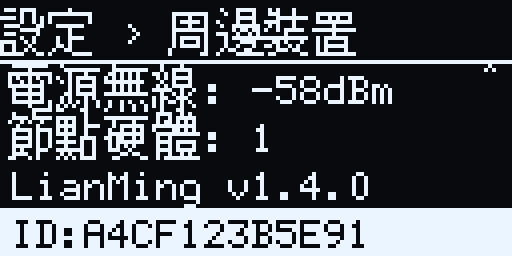 設定 › 周邊裝置
電源無線: -58dBm
節點硬體: 1
LianMing v1.4.0
ID:A4CF123B5E91